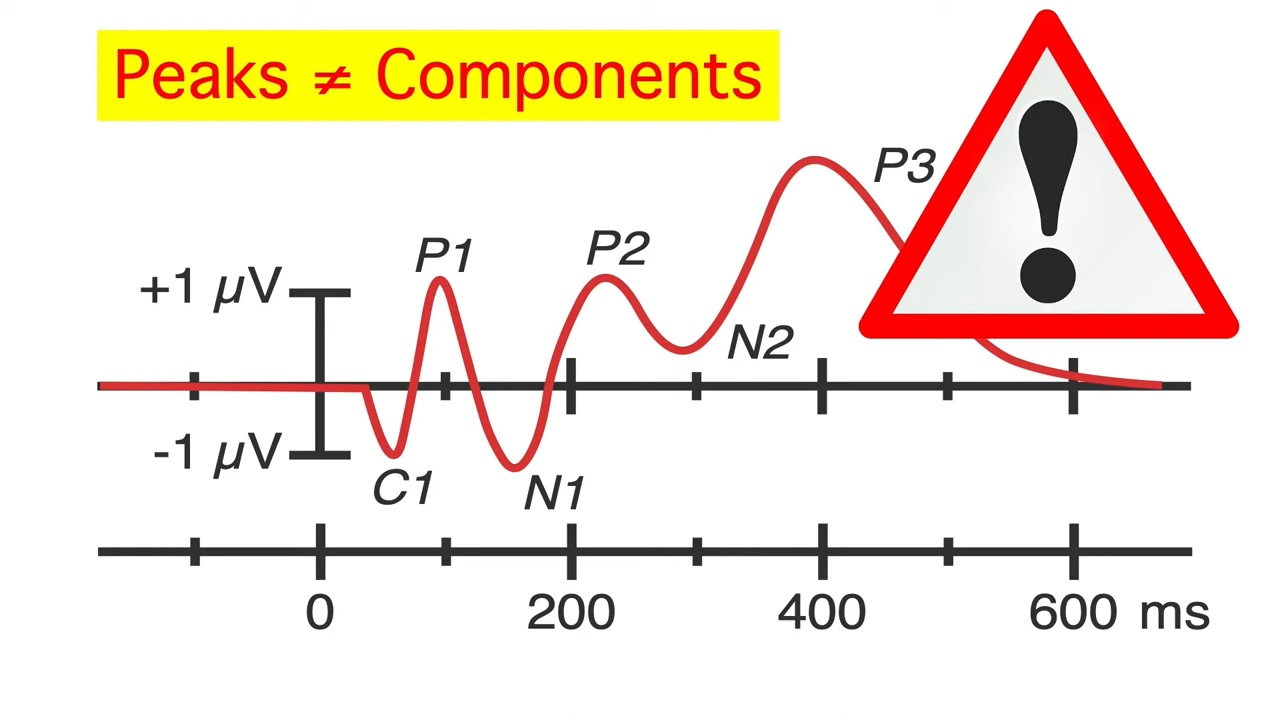 Peaks ≠ Components
P3
P1
P2
+1 µV
N2
-1 µV
C1
N1
0
200
400
600 ms